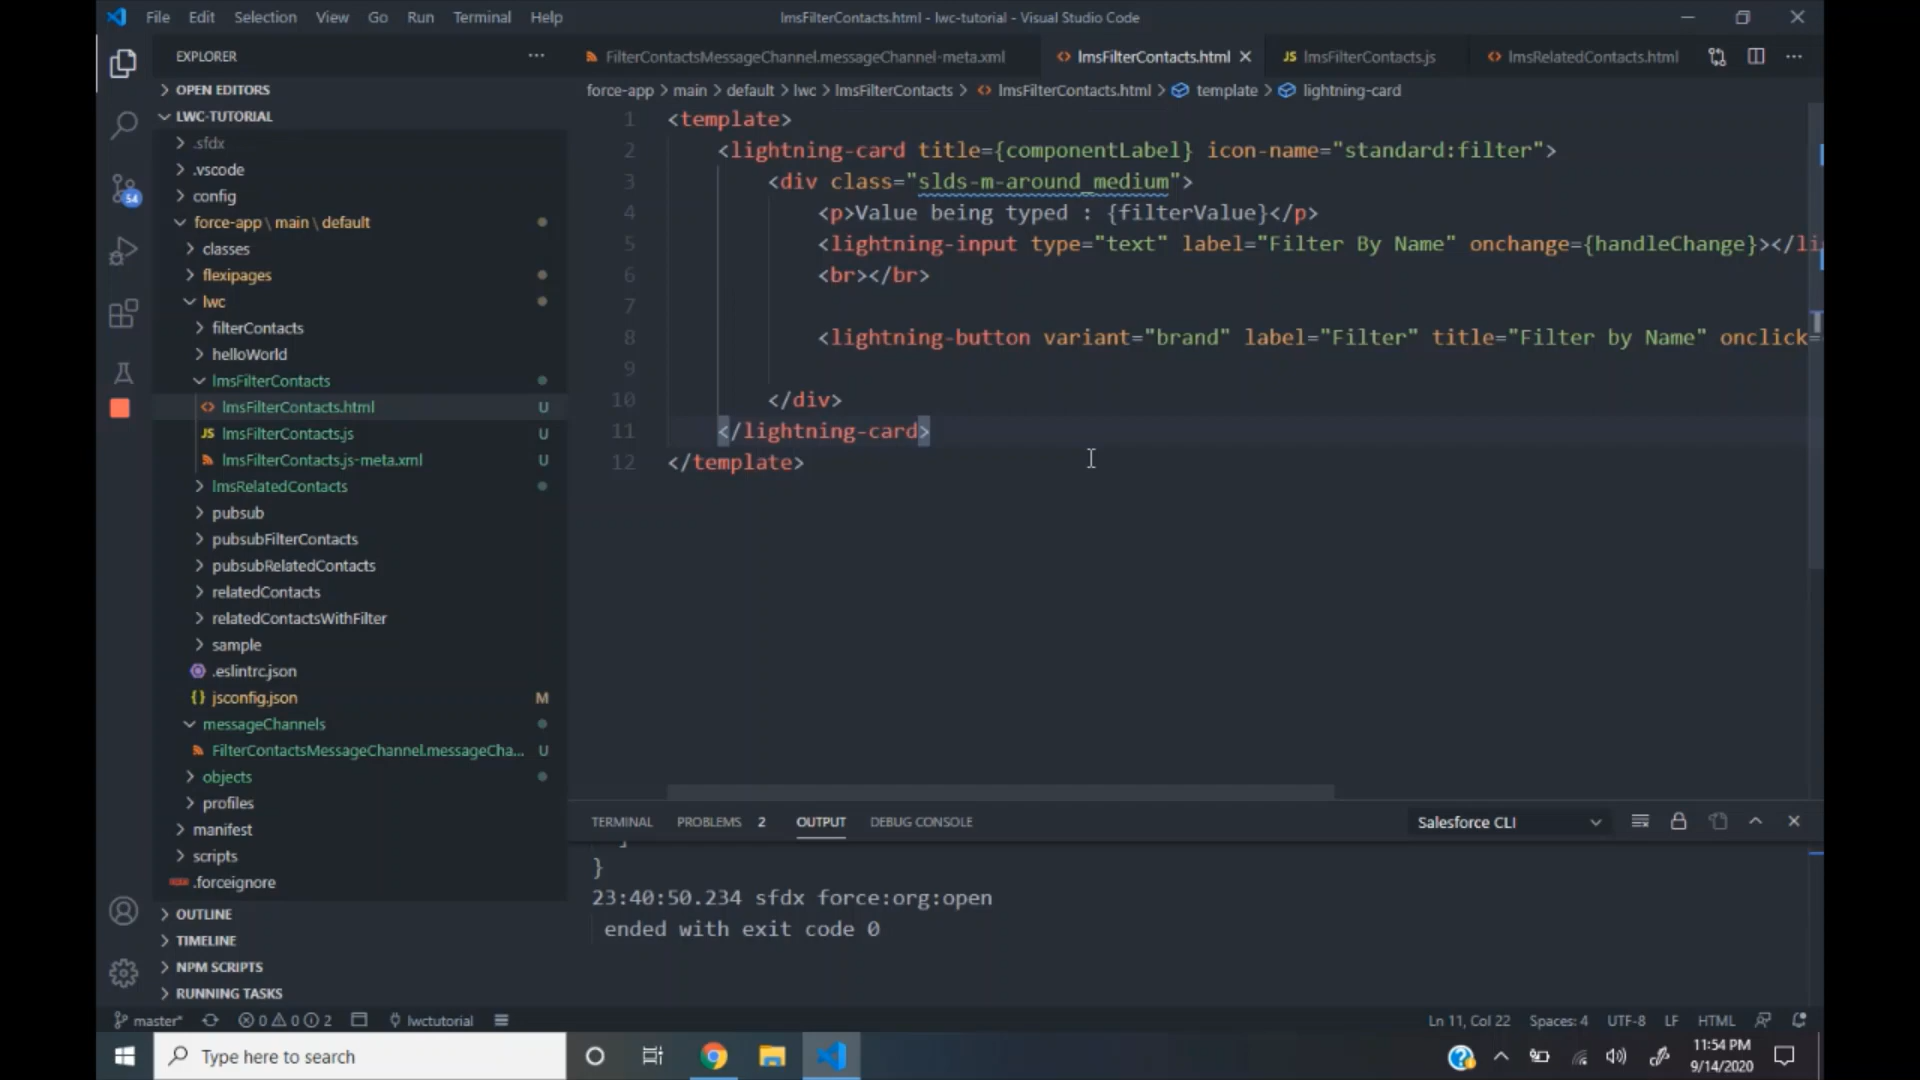 File Edit Selection View Go Run Terminal Help
lmsFilterContacts.html - lwc-tutorial - Visual Studio Code
EXPLORER
FilterContactsMessageChannel.messageChannel-meta.xml
lmsFilterContacts.html
JS lmsFilterContacts.js
lmsRelatedContacts.html
OPEN EDITORS
LWC-TUTORIAL
.sfdx
.vscode
config
force-app \ main \ default
classes
flexipages
lwc
filterContacts
helloWorld
lmsFilterContacts
lmsFilterContacts.html U
JS lmsFilterContacts.js U
lmsFilterContacts.js-meta.xml U
lmsRelatedContacts
pubsub
pubsubFilterContacts
pubsubRelatedContacts
relatedContacts
relatedContactsWithFilter
sample
.eslintrc.json
{} jsconfig.json M
messageChannels
FilterContactsMessageChannel.messageCha... U
objects
profiles
manifest
scripts
.forceignore
OUTLINE
TIMELINE
NPM SCRIPTS
RUNNING TASKS
54
force-app > main > default > lwc > lmsFilterContacts > lmsFilterContacts.html > template > lightning-card
1 <template>
2 <lightning-card title={componentLabel} icon-name="standard:filter">
3 <div class="slds-m-around_medium">
4 <p>Value being typed : {filterValue}</p>
5 <lightning-input type="text" label="Filter By Name" onchange={handleChange}></li
6 <br></br>
7
8 <lightning-button variant="brand" label="Filter" title="Filter by Name" onclick=
9
10 </div>
11 </lightning-card>
12 </template>
TERMINAL PROBLEMS 2 OUTPUT DEBUG CONSOLE
Salesforce CLI
]
}
23:40:50.234 sfdx force:org:open
ended with exit code 0
master* 0 0 2 lwctutorial
Ln 11, Col 22 Spaces: 4 UTF-8 LF HTML
Type here to search
11:54 PM
9/14/2020